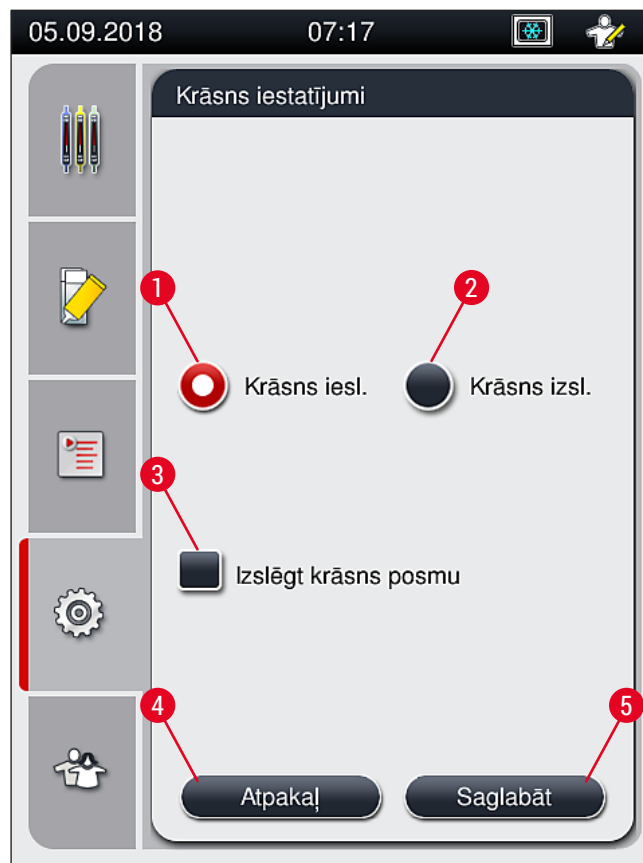 05.09.2018 07:17
Krāsns iestatījumi
1 2
Krāsns iesl. Krāsns izsl.
3
Izslēgt krāsns posmu
4 5
Atpakaļ Saglabāt